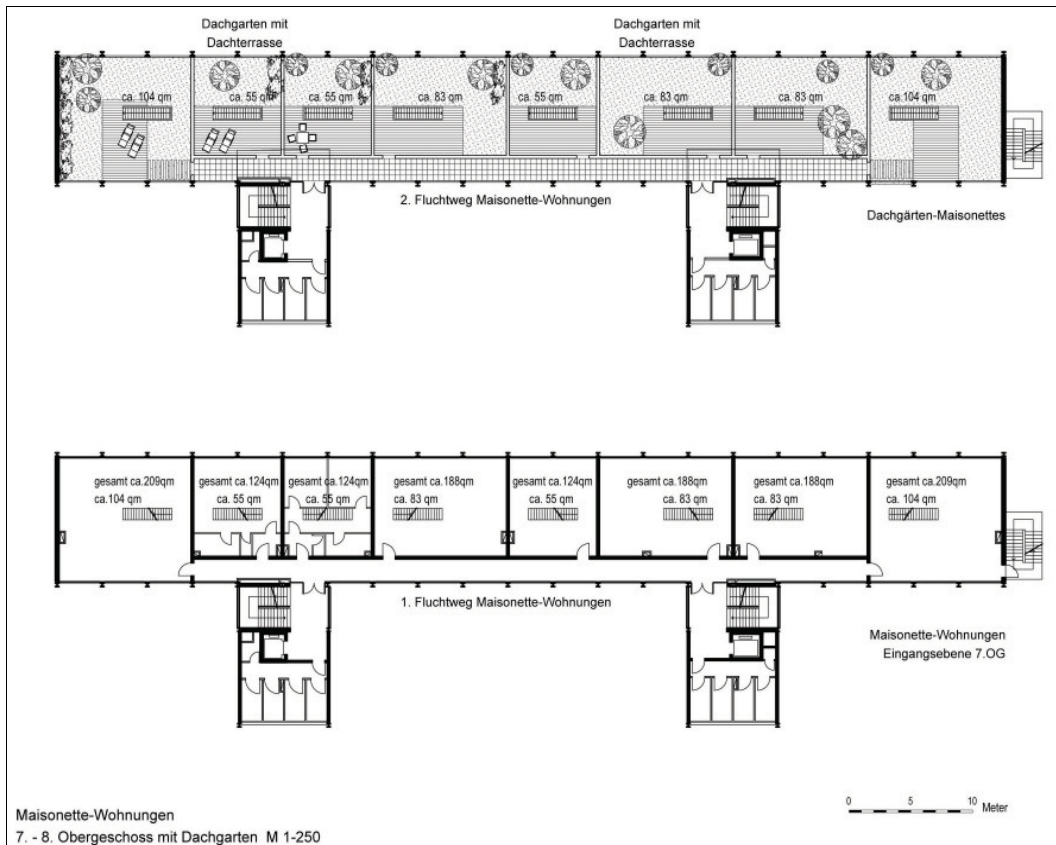 Dachgarten mit
Dachterrasse
Dachgarten mit
Dachterrasse
ca. 104 qm
ca. 55 qm
ca. 55 qm
ca. 83 qm
ca. 55 qm
ca. 83 qm
ca. 83 qm
ca.104 qm
2. Fluchtweg Maisonette-Wohnungen
Dachgärten-Maisonettes
gesamt ca.209qm
ca.104 qm
gesamt ca.124qm
ca. 55 qm
gesamt ca.124qm
ca. 55 qm
gesamt ca.188qm
ca. 83 qm
gesamt ca.124qm
ca. 55 qm
gesamt ca.188qm
ca. 83 qm
gesamt ca.188qm
ca. 83 qm
gesamt ca.209qm
ca. 104 qm
1. Fluchtweg Maisonette-Wohnungen
Maisonette-Wohnungen
Eingangsebene 7.OG
0 5 10 Meter
Maisonette-Wohnungen
7. - 8. Obergeschoss mit Dachgarten M 1-250